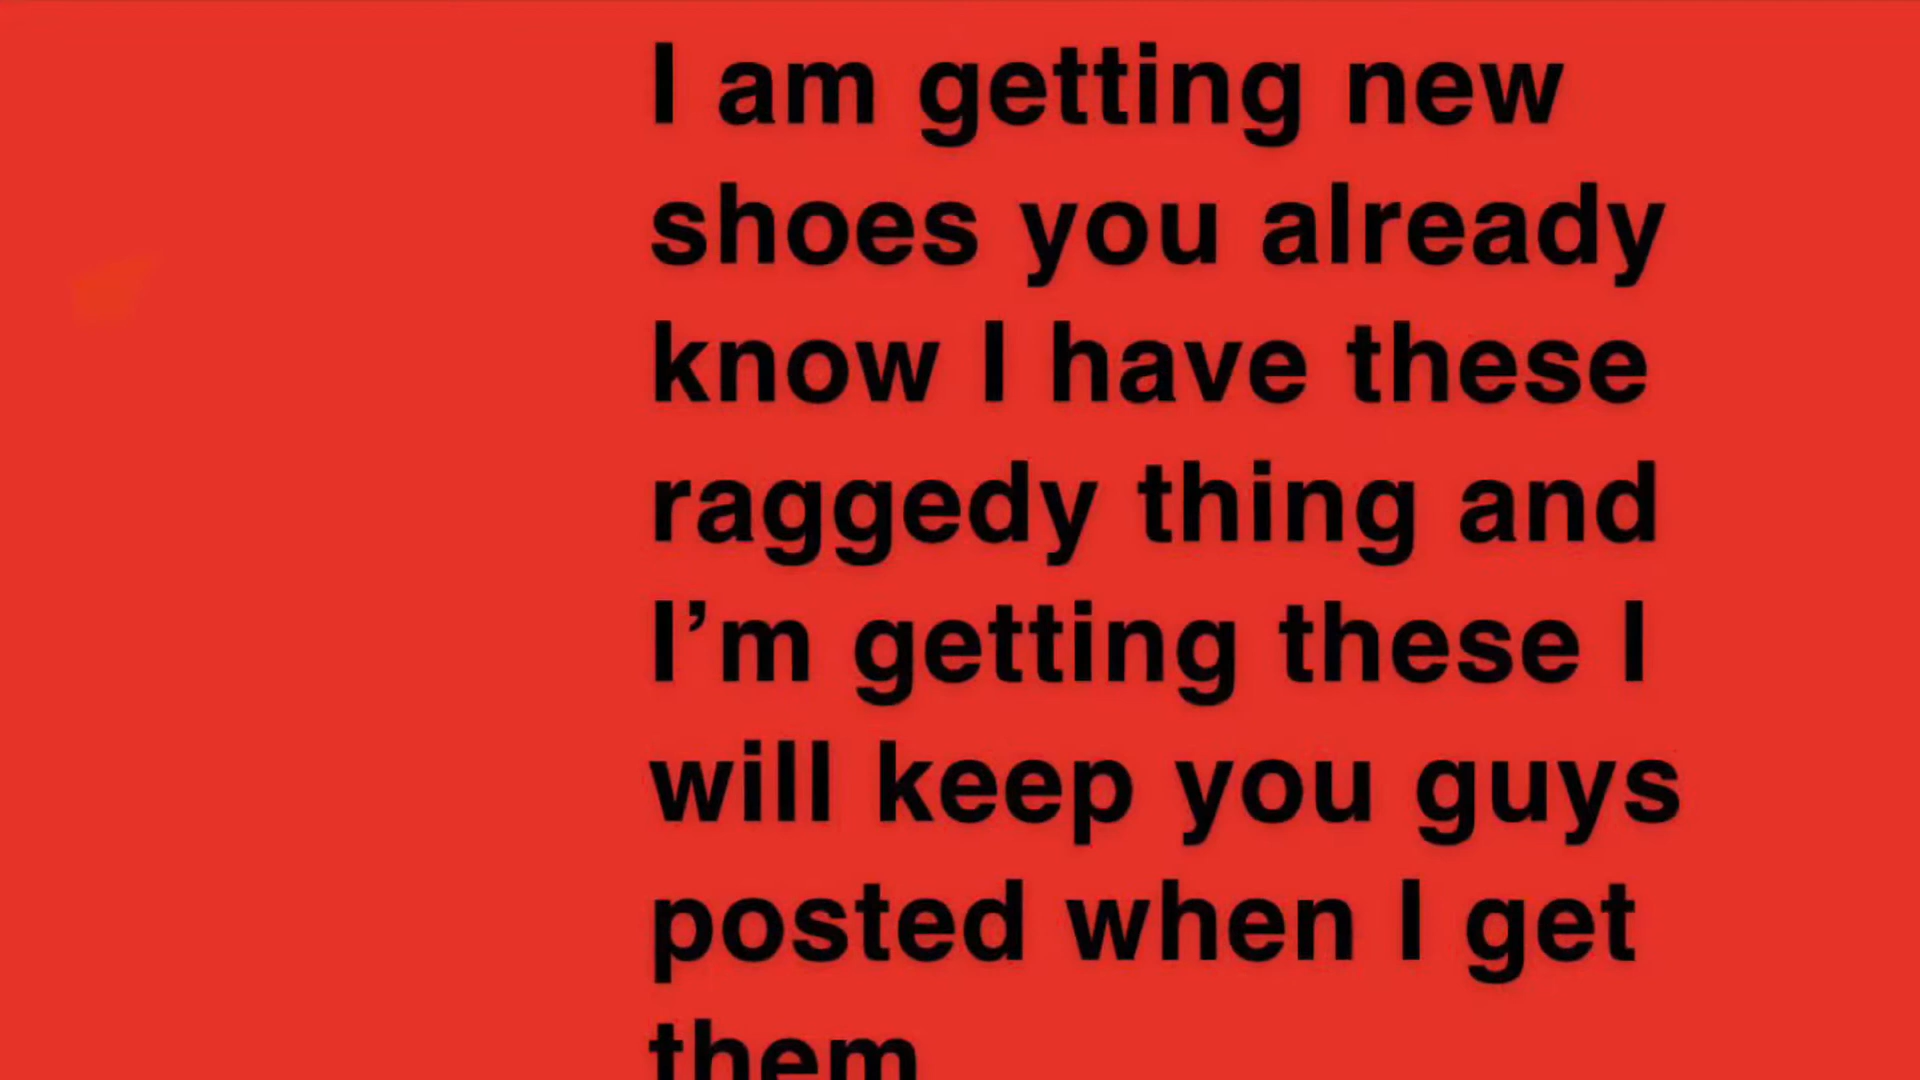 I am getting new
shoes you already
know I have these
raggedy thing and
I’m getting these I
will keep you guys
posted when I get
them